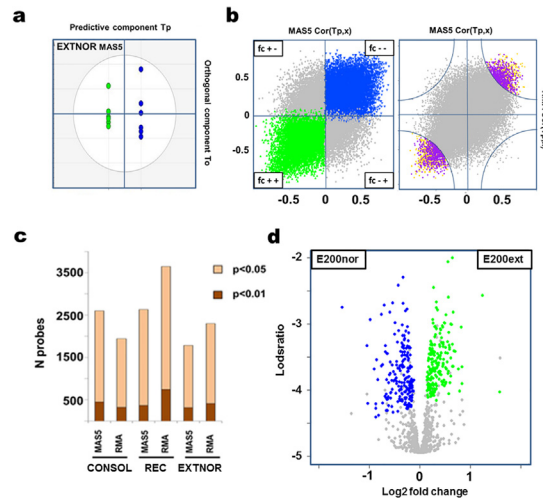 a
Predictive component Tp
EXTNOR MAS5
Orthogonal component To
b
MAS5 Cor(Tp,x)
MAS5 Cor(Tp,x)
fc + -
fc - -
fc + +
fc - +
0.5
0
-0.5
-0.5
0
0.5
-0.5
0
0.5
c
N probes
3500
2500
1500
500
p<0.05
p<0.01
MAS5
RMA
MAS5
RMA
MAS5
RMA
CONSOL
REC
EXTNOR
d
E200nor
E200ext
Lodsratio
-2
-3
-4
-5
-1
0
1
Log2 fold change